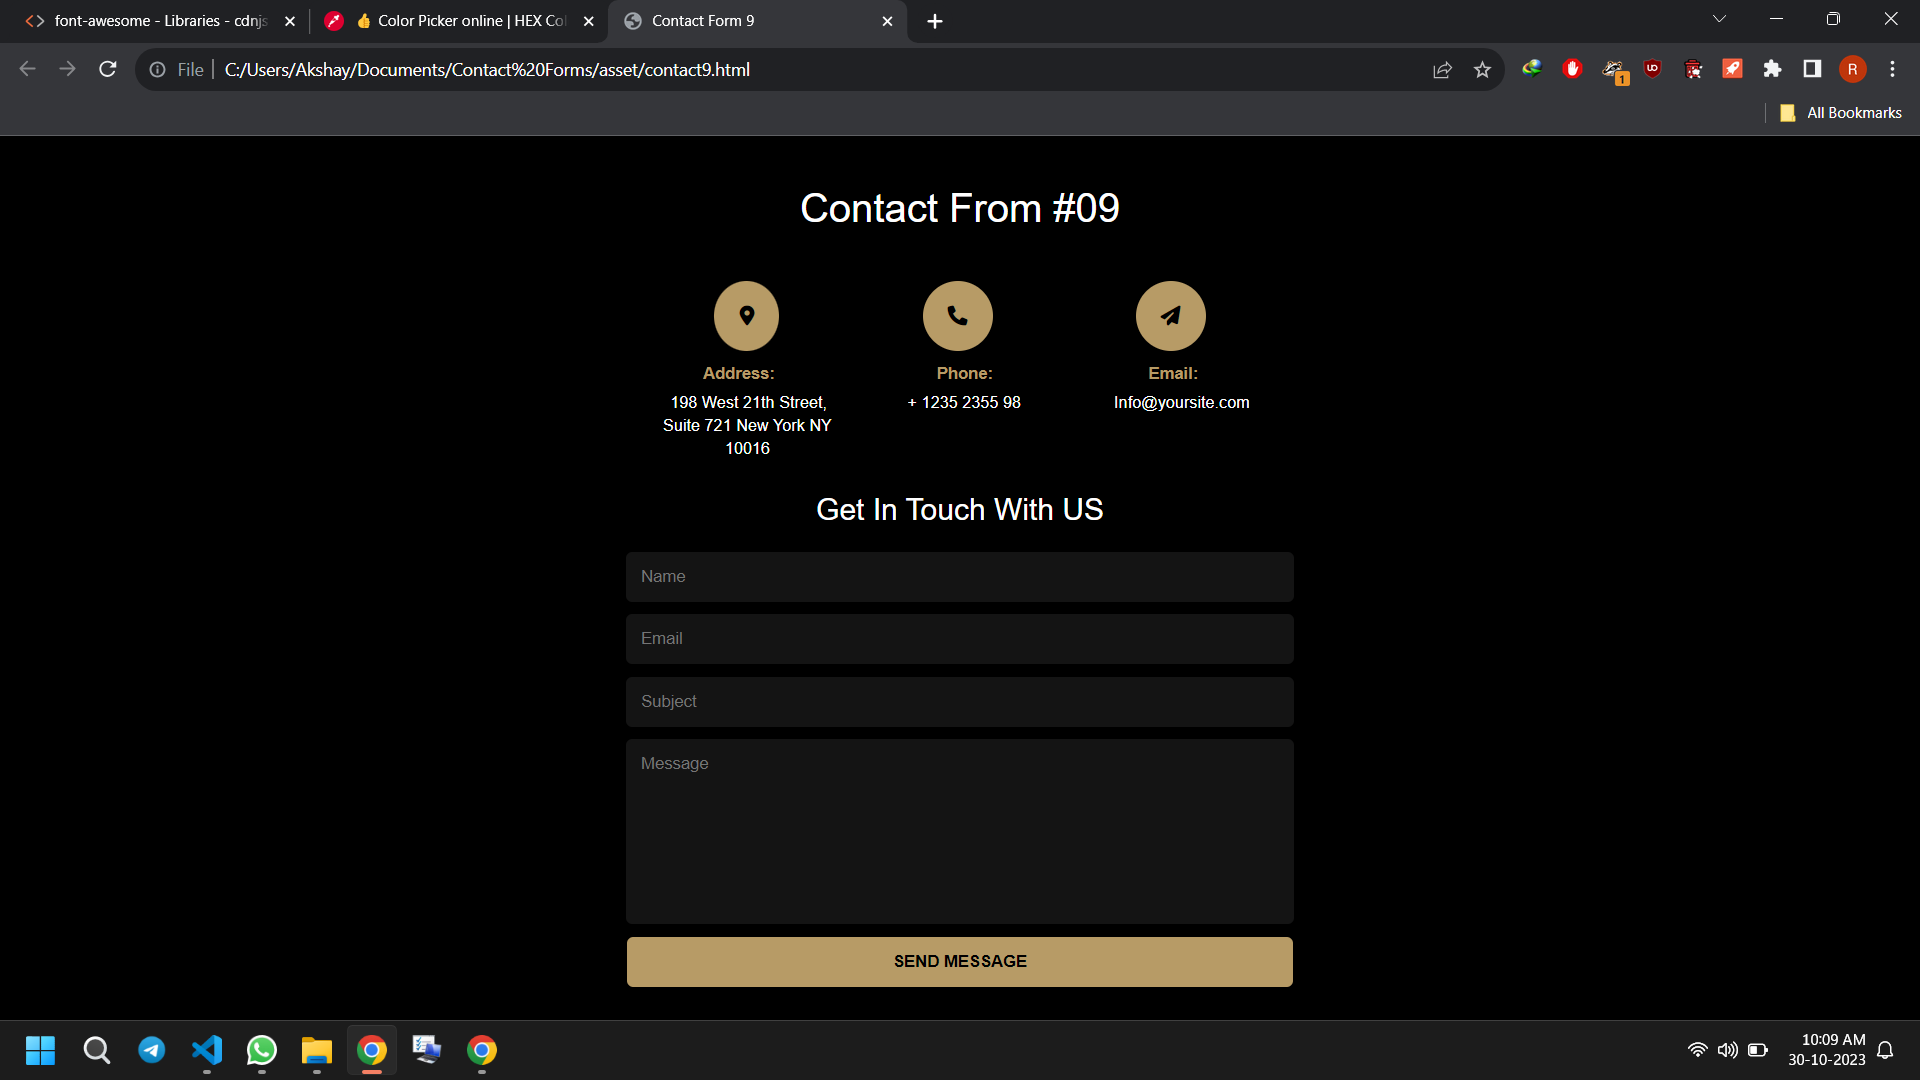 font-awesome - Libraries - cdnjs
👍 Color Picker online | HEX Co
Contact Form 9
File
C:/Users/Akshay/Documents/Contact%20Forms/asset/contact9.html
1
R
All Bookmarks
Contact From #09
Address:
198 West 21th Street,
Suite 721 New York NY
10016
Phone:
+ 1235 2355 98
Email:
Info@yoursite.com
Get In Touch With US
Name
Email
Subject
Message
SEND MESSAGE
10:09 AM
30-10-2023